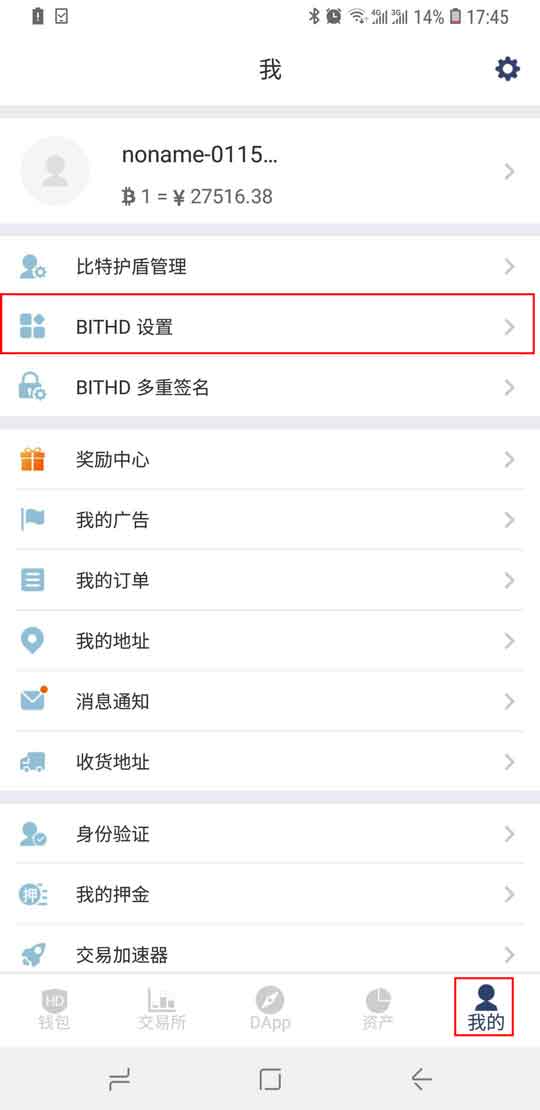 4G 3G 14% 17:45
我
noname-0115...
฿ 1 = ¥ 27516.38
比特护盾管理
BITHD 设置
BITHD 多重签名
奖励中心
我的广告
我的订单
我的地址
消息通知
收货地址
身份验证
押 我的押金
交易加速器
HD
钱包 交易所 DApp 资产 我的